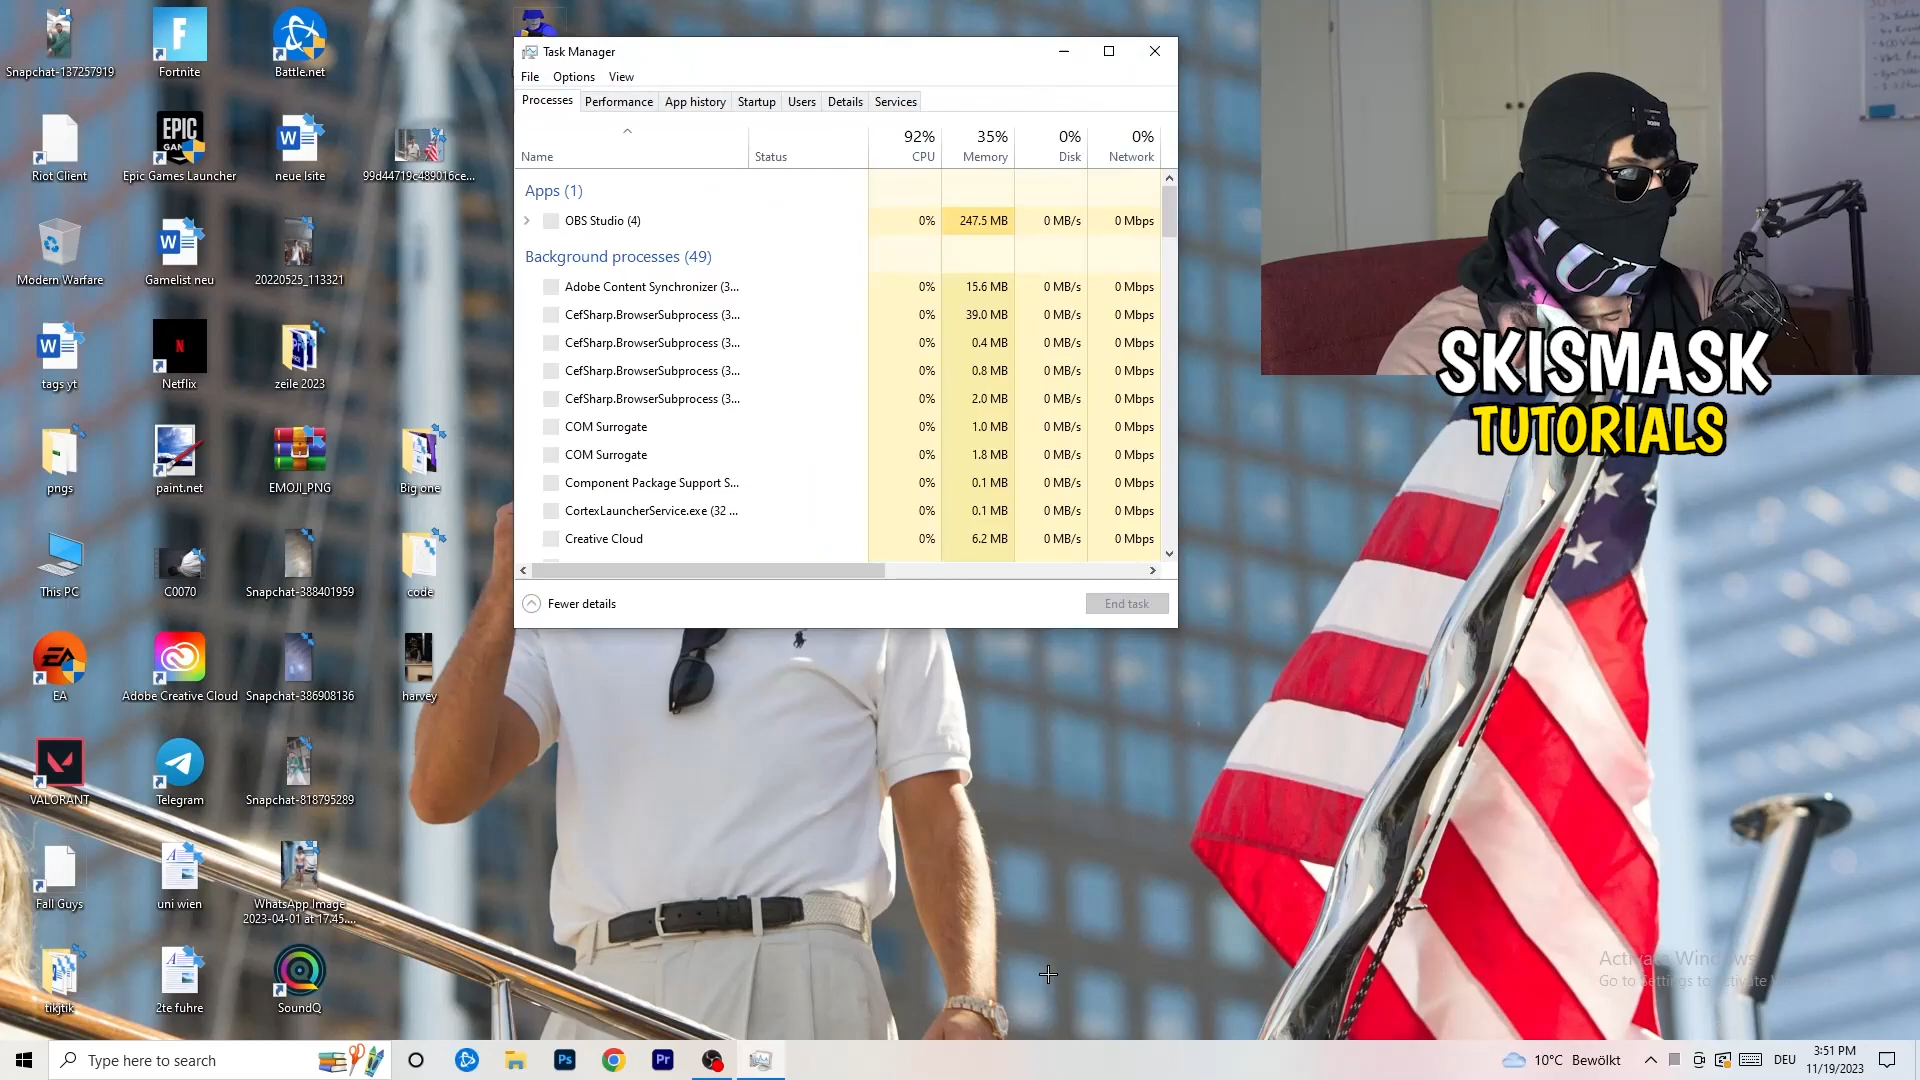 Snapchat-137257919
Fortnite
Battle.net
Riot Client
EPIC
GAMES
Epic Games Launcher
neue lsite
99d44719c489016ce...
Modern Warfare
Gamelist neu
20220525_113321
tags yt
N
Netflix
zeile 2023
pngs
paint.net
EMOJI_PNG
Big one
This PC
C0070
Snapchat-388401959
code
EA
EA
Adobe Creative Cloud
Snapchat-386908136
harvey
VALORANT
Telegram
Snapchat-818795289
Fall Guys
uni wien
WhatsApp Image
2023-04-01 at 17.45....
tikjtik
2te fuhre
SoundQ
Task Manager
File Options View
Processes Performance App history Startup Users Details Services
92% 35% 0% 0%
Name Status CPU Memory Disk Network
Apps (1)
OBS Studio (4) 0% 247.5 MB 0 MB/s 0 Mbps
Background processes (49)
Adobe Content Synchronizer (3... 0% 15.6 MB 0 MB/s 0 Mbps
CefSharp.BrowserSubprocess (3... 0% 39.0 MB 0 MB/s 0 Mbps
CefSharp.BrowserSubprocess (3... 0% 0.4 MB 0 MB/s 0 Mbps
CefSharp.BrowserSubprocess (3... 0% 0.8 MB 0 MB/s 0 Mbps
CefSharp.BrowserSubprocess (3... 0% 2.0 MB 0 MB/s 0 Mbps
COM Surrogate 0% 1.0 MB 0 MB/s 0 Mbps
COM Surrogate 0% 1.8 MB 0 MB/s 0 Mbps
Component Package Support S... 0% 0.1 MB 0 MB/s 0 Mbps
CortexLauncherService.exe (32 ... 0% 0.1 MB 0 MB/s 0 Mbps
Creative Cloud 0% 6.2 MB 0 MB/s 0 Mbps
Fewer details End task
SKISMASK
TUTORIALS
Activate Windows
Go to Settings to activate
Type here to search
Ps
Pr
10°C Bewölkt
DEU
3:51 PM
11/19/2023